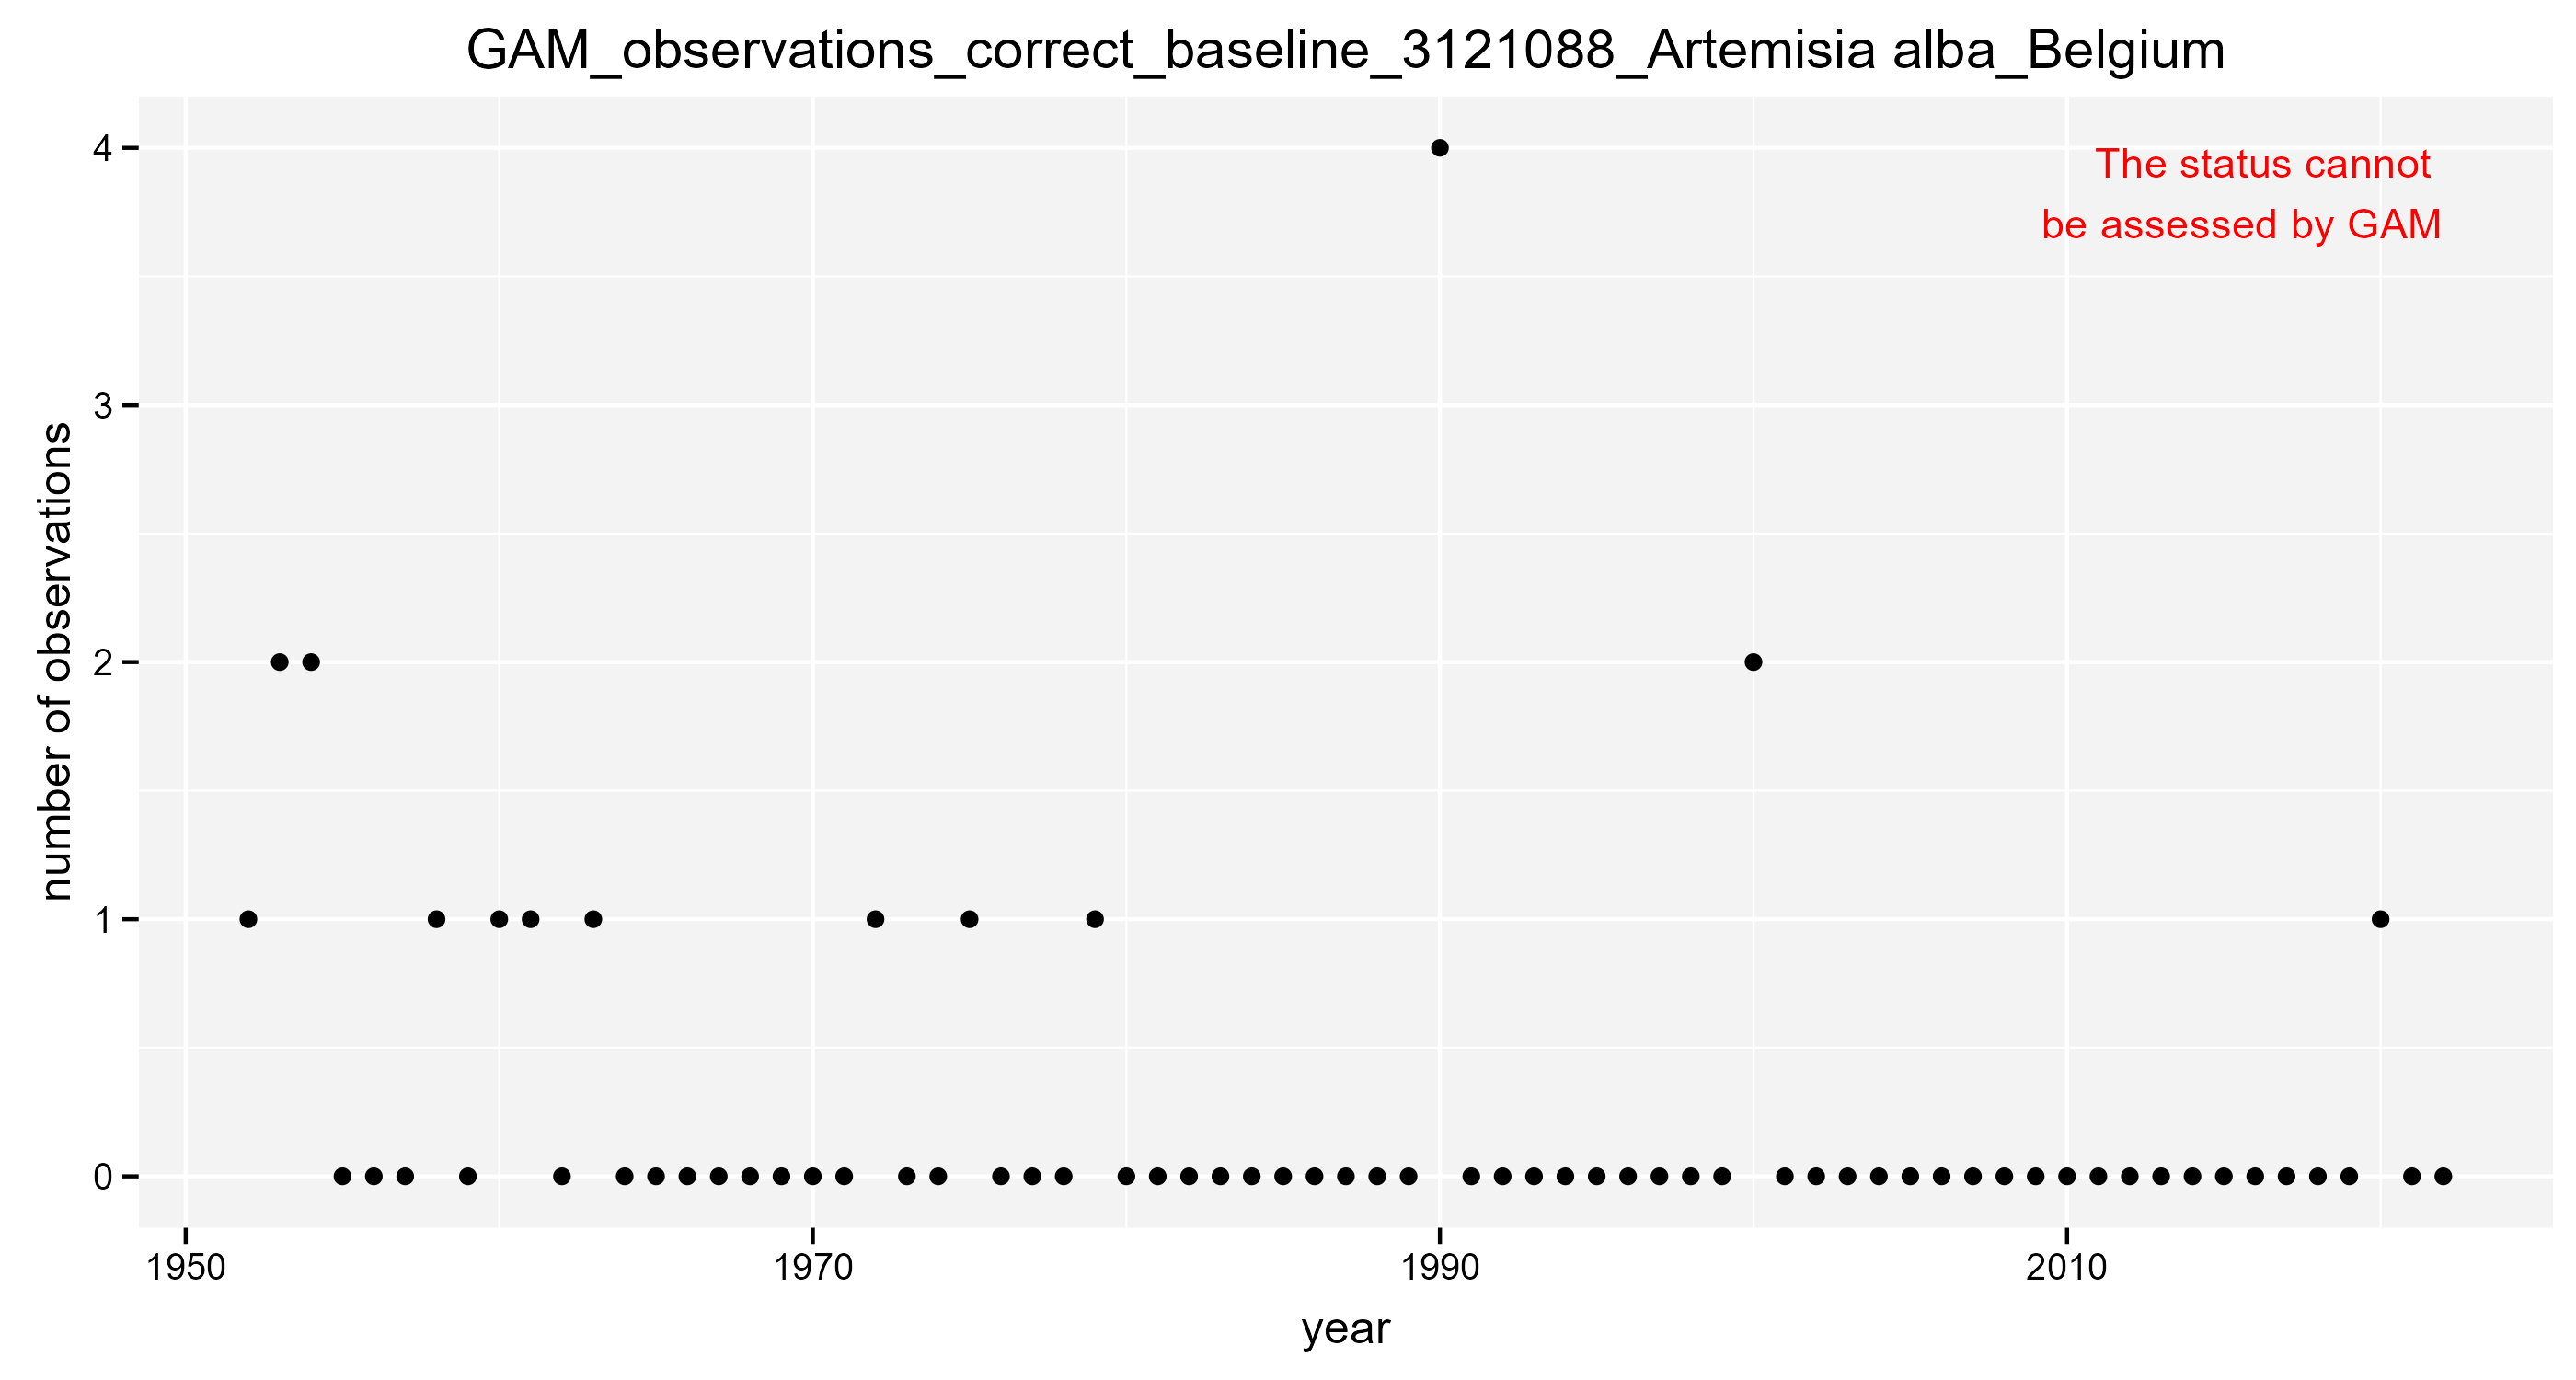 GAM_observations_correct_baseline_3121088_Artemisia alba_Belgium
4
The status cannot
be assessed by GAM
3
number of observations
2
1
0
1950
1970
1990
2010
year